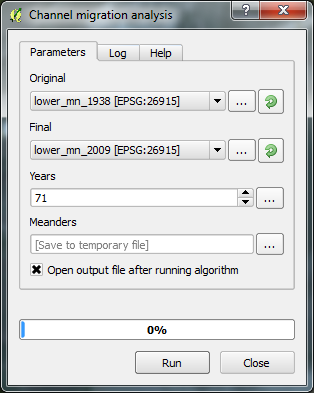 Channel migration analysis
Parameters Log Help
Original
lower_mn_1938 [EPSG:26915] ...
Final
lower_mn_2009 [EPSG:26915] ...
Years
71 ...
Meanders
[Save to temporary file] ...
Open output file after running algorithm
0%
Run Close